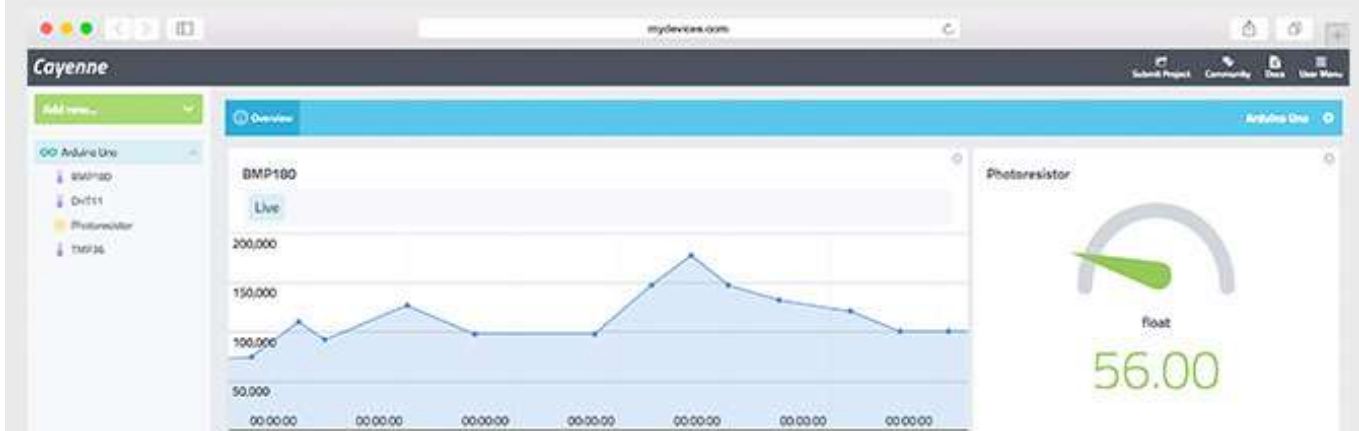 mydevices.com
Cayenne
Submit Project Community Docs User Menu
Add new...
Overview
Arduino Uno
Arduino Uno
BMP180
DHT11
Photoresistor
TMP36
BMP180
Live
200,000
150,000
100,000
50,000
00:00:00 00:00:00 00:00:00 00:00:00 00:00:00 00:00:00 00:00:00
Photoresistor
float
56.00